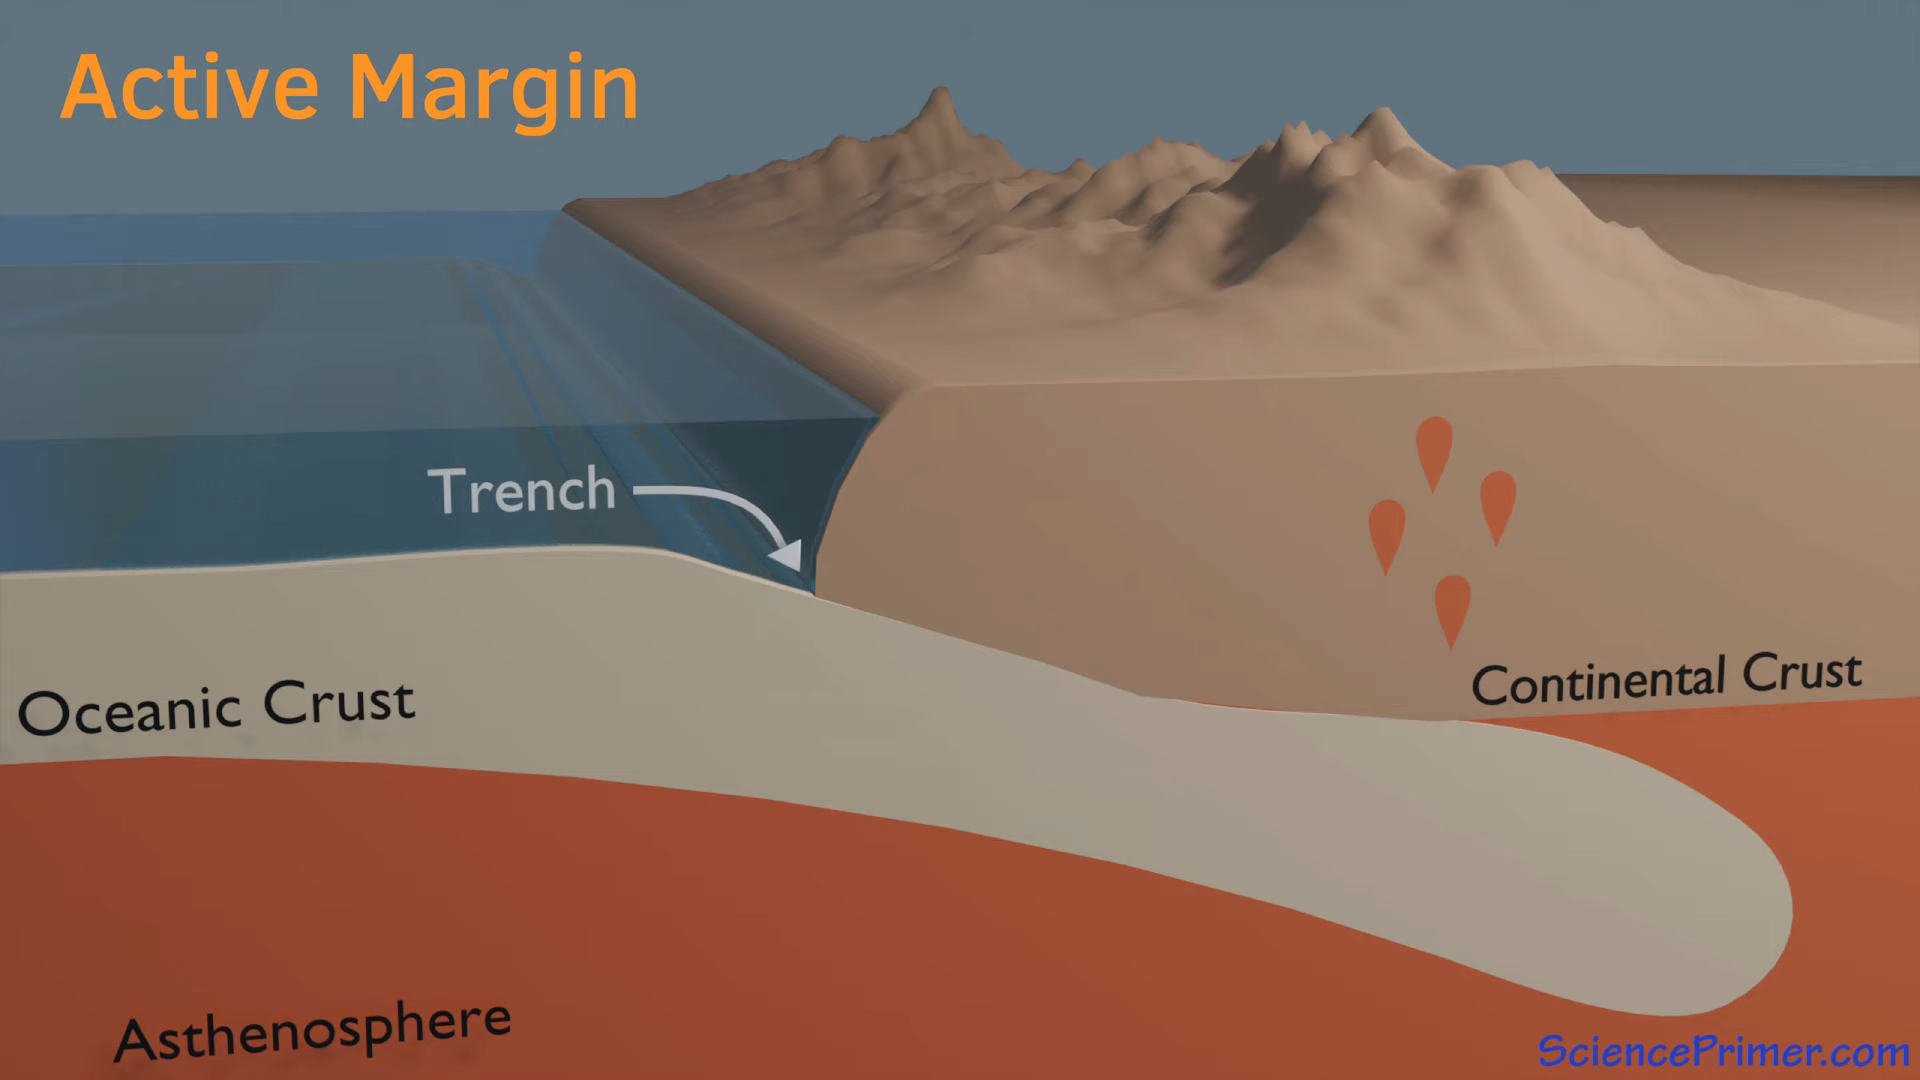 Active Margin
Trench
Continental Crust
Oceanic Crust
Asthenosphere
SciencePrimer.com